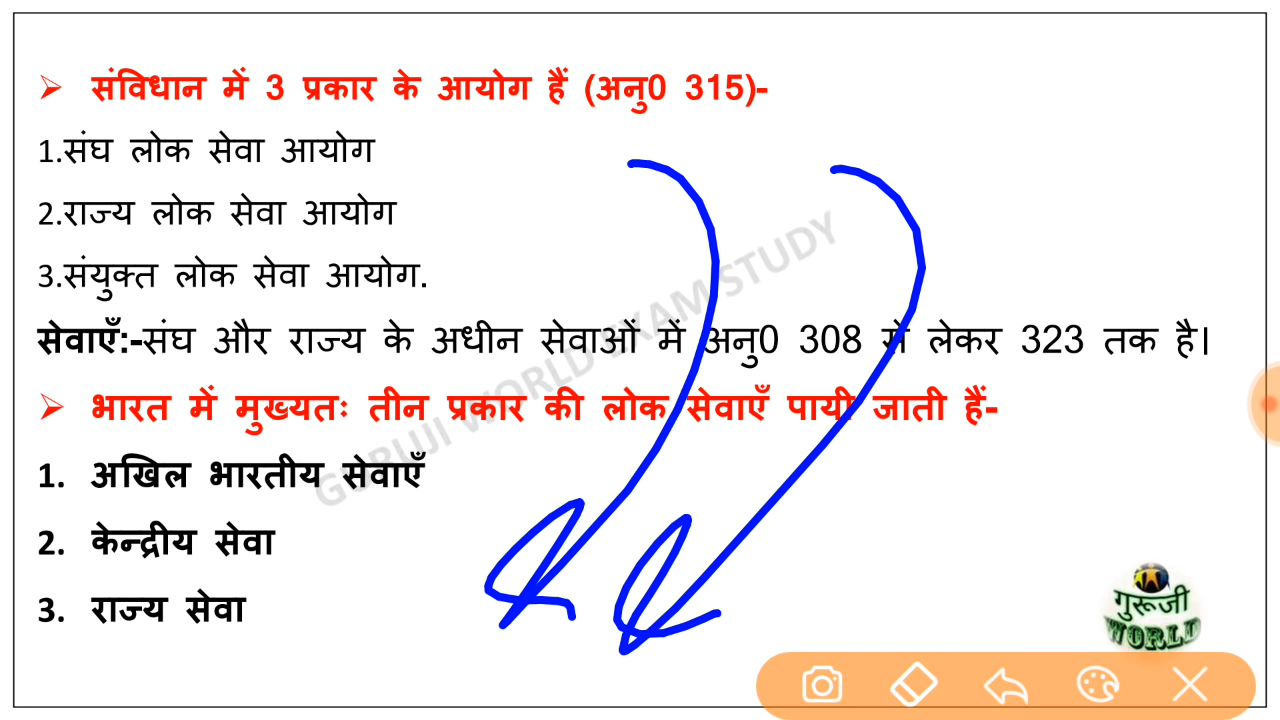 ➢ संविधान में 3 प्रकार के आयोग हैं (अनु0 315)-
1.संघ लोक सेवा आयोग
2.राज्य लोक सेवा आयोग
3.संयुक्त लोक सेवा आयोग.
सेवाएँ:-संघ और राज्य के अधीन सेवाओं में अनु0 308 से लेकर 323 तक है।
➢ भारत में मुख्यतः तीन प्रकार की लोक सेवाएँ पायी जाती हैं-
1. अखिल भारतीय सेवाएँ
2. केन्द्रीय सेवा
3. राज्य सेवा
GURUJI WORLD EXAM STUDY
गुरूजी
WORLD